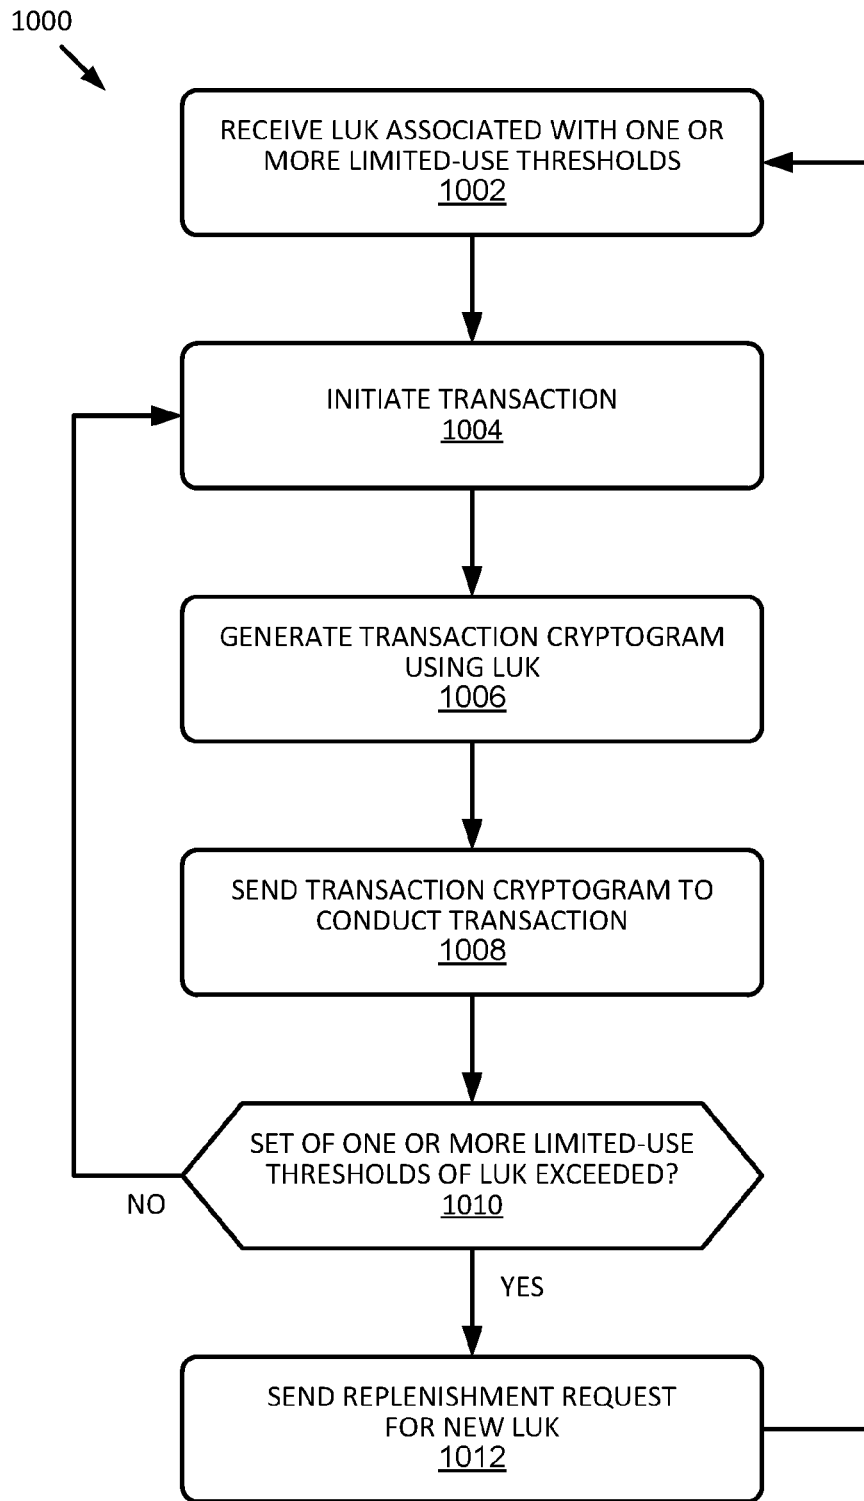 1000
RECEIVE LUK ASSOCIATED WITH ONE OR
MORE LIMITED-USE THRESHOLDS
1002
INITIATE TRANSACTION
1004
GENERATE TRANSACTION CRYPTOGRAM
USING LUK
1006
SEND TRANSACTION CRYPTOGRAM TO
CONDUCT TRANSACTION
1008
SET OF ONE OR MORE LIMITED-USE
THRESHOLDS OF LUK EXCEEDED?
1010
NO
YES
SEND REPLENISHMENT REQUEST
FOR NEW LUK
1012